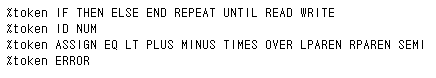 %token IF THEN ELSE END REPEAT UNTIL READ WRITE
%token ID NUM
%token ASSIGN EQ LT PLUS MINUS TIMES OVER LPAREN RPAREN SEMI
%token ERROR